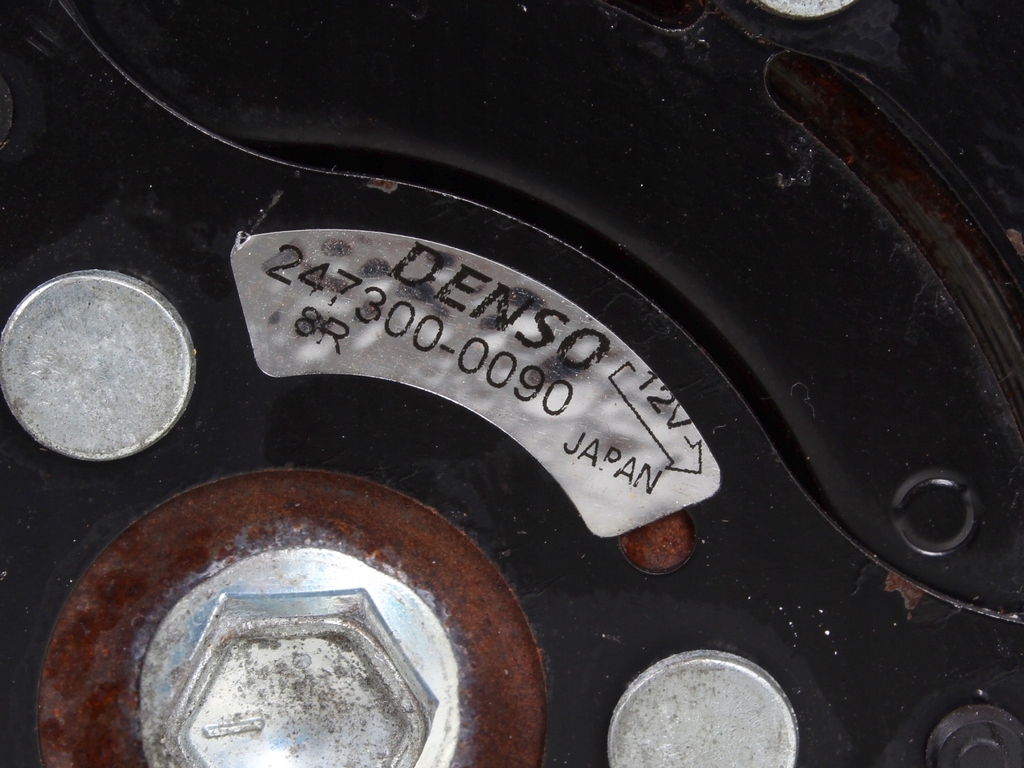 DENSO
247300-0090
8R
12V
JAPAN